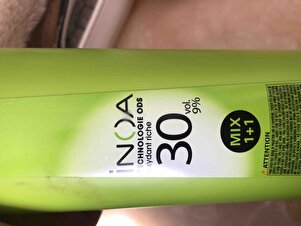 iNOA
TECHNOLOGIE ODS
oxydant riche
30 vol.
9%
MIX
1+1
ATTENTION